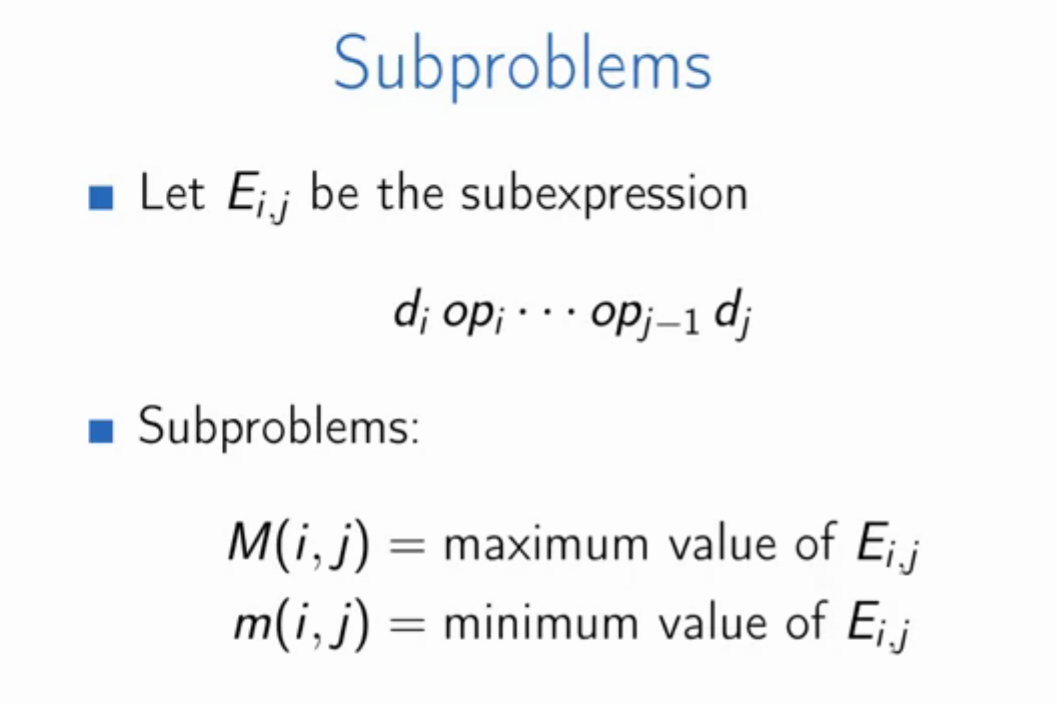 Subproblems
■ Let E_{i,j} be the subexpression
d_i op_i ··· op_{j−1} d_j
■ Subproblems:
M(i, j) = maximum value of E_{i,j}
m(i, j) = minimum value of E_{i,j}